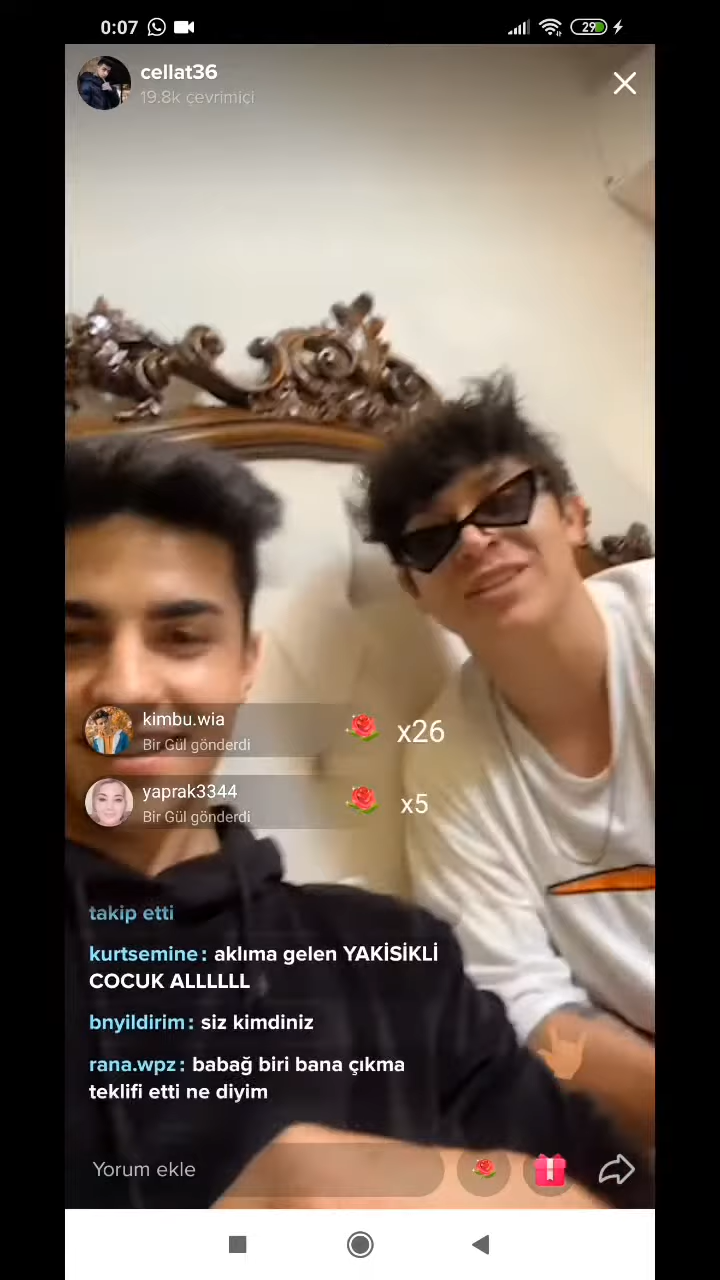 0:07
29
cellat36
19.8k çevrimiçi
kimbu.wia
Bir Gül gönderdi
x26
yaprak3344
Bir Gül gönderdi
x5
takip etti
kurtsemine: aklıma gelen YAKİSİKLİ
COCUK ALLLLLL
bnyildirim: siz kimdiniz
rana.wpz: babağ biri bana çıkma
teklifi etti ne diyim
Yorum ekle